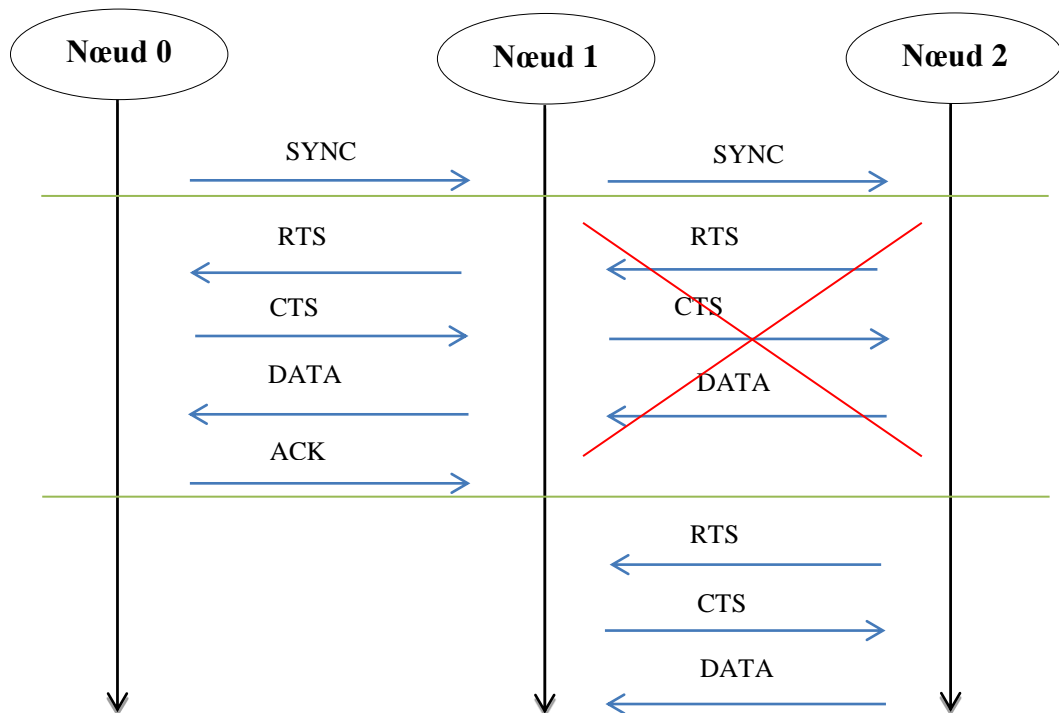 Nœud 0
Nœud 1
Nœud 2
SYNC
SYNC
RTS
RTS
CTS
CTS
DATA
DATA
ACK
RTS
CTS
DATA